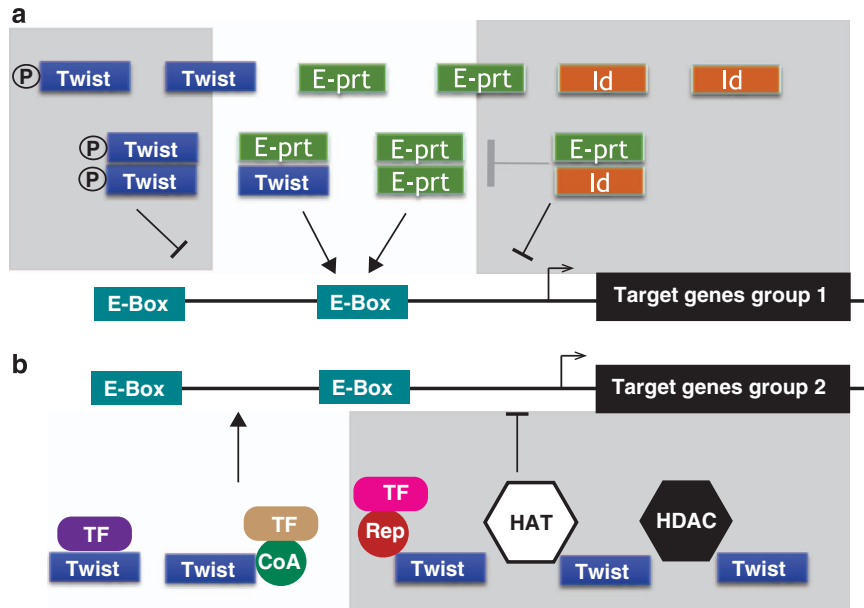 a
P Twist Twist E-prt E-prt Id Id
P Twist E-prt E-prt E-prt
P Twist Twist E-prt Id
E-Box E-Box Target genes group 1
b
E-Box E-Box Target genes group 2
TF TF TF
Rep HAT HDAC
Twist Twist CoA Twist Twist Twist